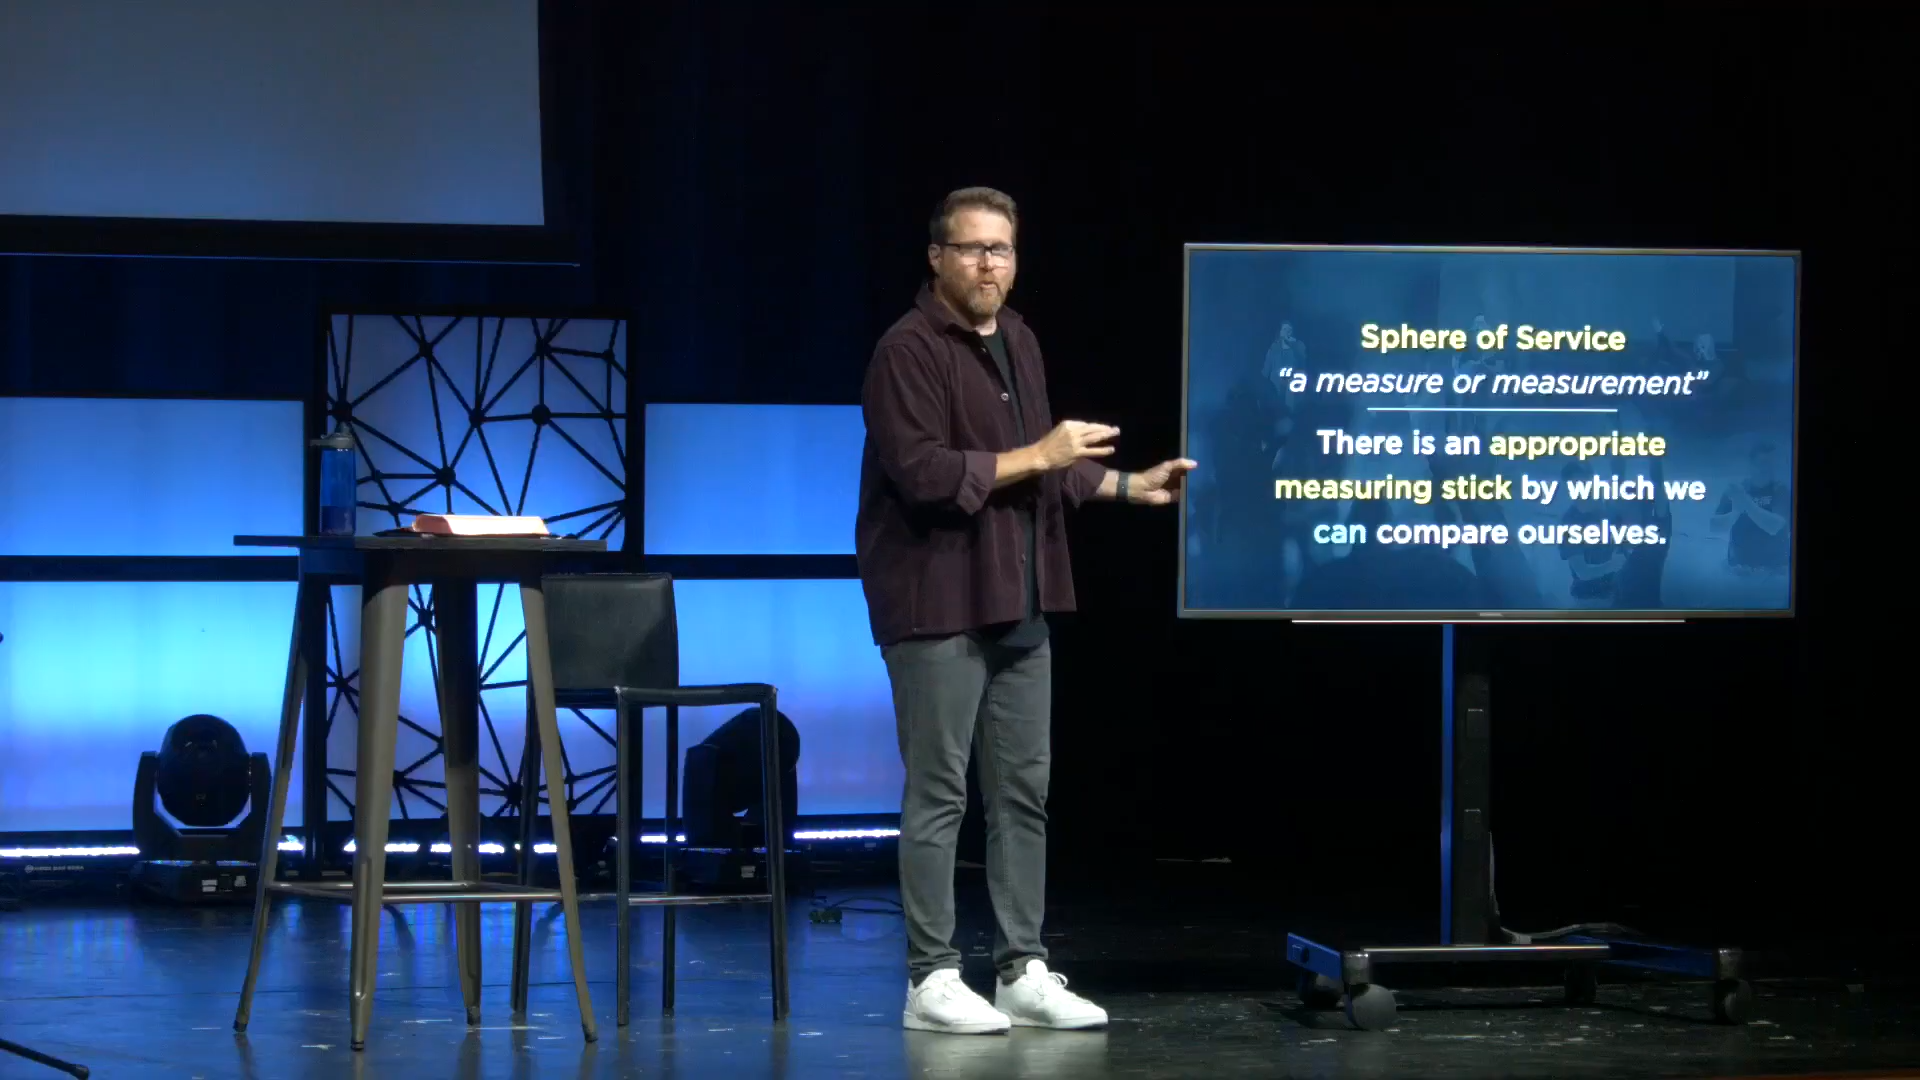 Sphere of Service
“a measure or measurement”
There is an appropriate
measuring stick by which we
can compare ourselves.